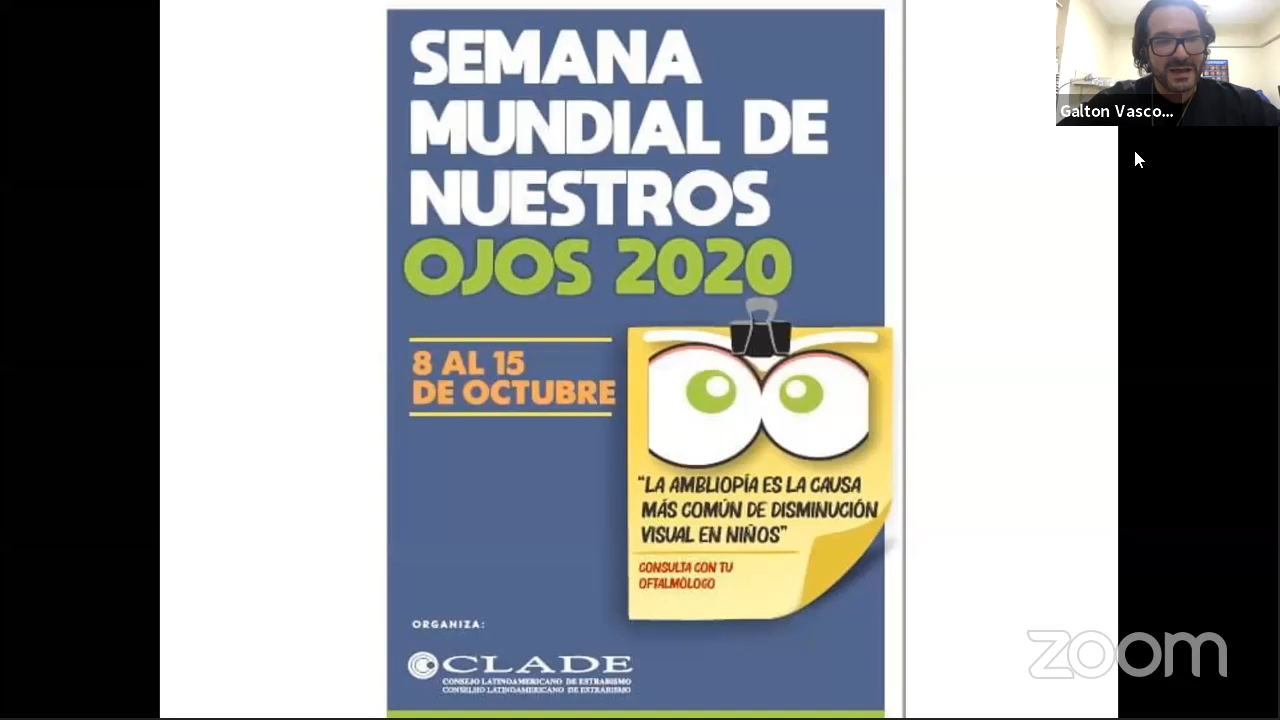 SEMANA
MUNDIAL DE
NUESTROS
OJOS 2020
8 AL 15
DE OCTUBRE
"LA AMBLIOPÍA ES LA CAUSA
MÁS COMÚN DE DISMINUCIÓN
VISUAL EN NIÑOS"
CONSULTA CON TU
OFTALMÓLOGO
ORGANIZA:
CLADE
CONSEJO LATINOAMERICANO DE ESTRABISMO
CONSELHO LATINOAMERICANO DE ESTRABISMO
Galton Vasco...
zoom